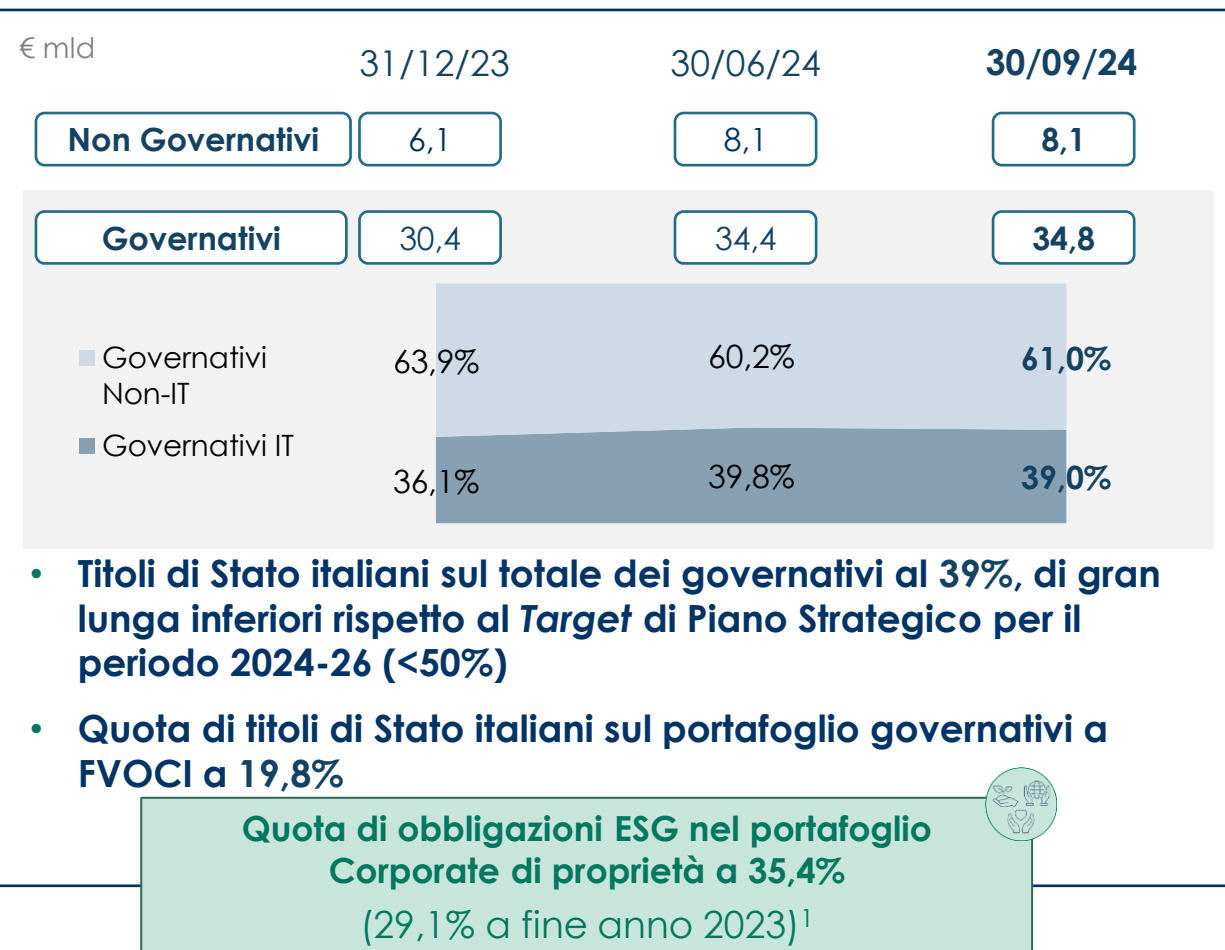 € mld
31/12/23 30/06/24 30/09/24
Non Governativi 6,1 8,1 8,1
Governativi 30,4 34,4 34,8
Governativi
Non-IT
63,9% 60,2% 61,0%
Governativi IT
36,1% 39,8% 39,0%
• Titoli di Stato italiani sul totale dei governativi al 39%, di gran
lunga inferiori rispetto al Target di Piano Strategico per il
periodo 2024-26 (<50%)
• Quota di titoli di Stato italiani sul portafoglio governativi a
FVOCI a 19,8%
Quota di obbligazioni ESG nel portafoglio
Corporate di proprietà a 35,4%
(29,1% a fine anno 2023)¹